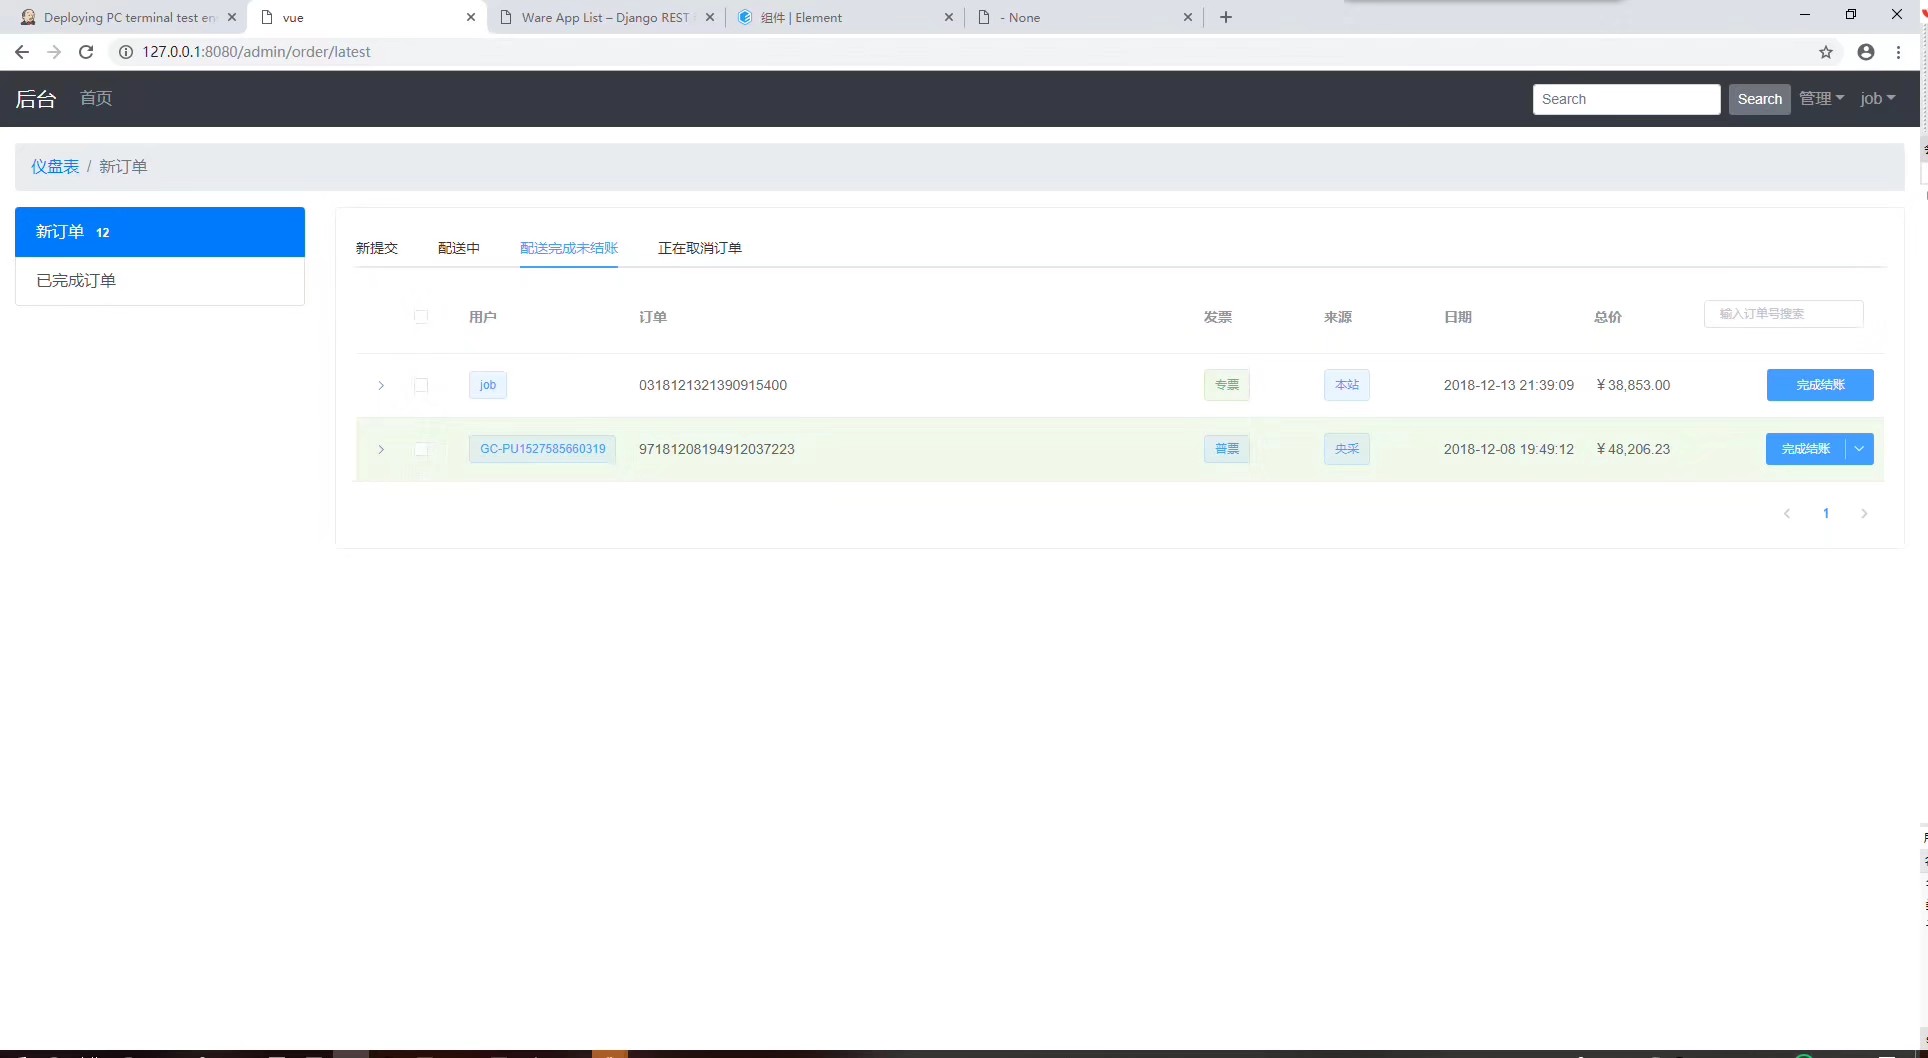 Deploying PC terminal test en
vue
Ware App List – Django REST
组件 | Element
- None
127.0.0.1:8080/admin/order/latest
后台 首页 Search Search 管理 job
仪盘表 / 新订单
新订单 12
已完成订单
新提交 配送中 配送完成未结账 正在取消订单
用户 订单 发票 来源 日期 总价 输入订单号搜索
job 0318121321390915400 专票 本站 2018-12-13 21:39:09 ¥38,853.00 完成结账
GC-PU1527585660319 97181208194912037223 普票 央采 2018-12-08 19:49:12 ¥48,206.23 完成结账
1